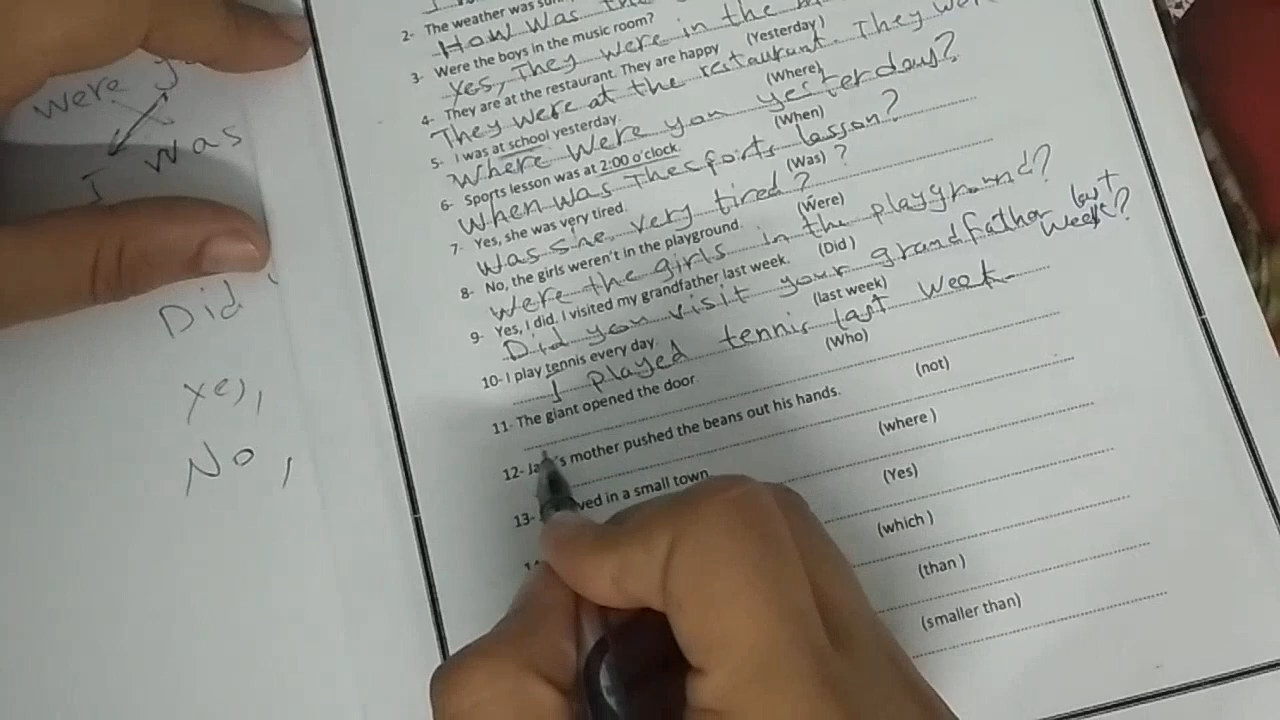 2- The weather was
How was the
3- Were the boys in the music room?
Yes, They were in the
4- They are at the restaurant. They are happy (Yesterday)
They were at the restaurant. They
5- I was at school yesterday. (Where)
Where were you yesterday?
6- Sports lesson was at 2:00 o'clock. (When)
When was The sports lesson?
7- Yes, she was very tired. (Was) ?
Was she very tired ?
8- No, the girls weren't in the playground. (Were)
Were the girls in the playground?
9- Yes, I did. I visited my grandfather last week. (Did)
Did you visit your grandfather last week?
10- I play tennis every day. (last week)
I played tennis last week
11- The giant opened the door (Who)
12- mother pushed the beans out his hands. (not)
13- in a small town (where)
(Yes)
(which)
(than)
(smaller than)
were
I was
Did
Yes,
No,